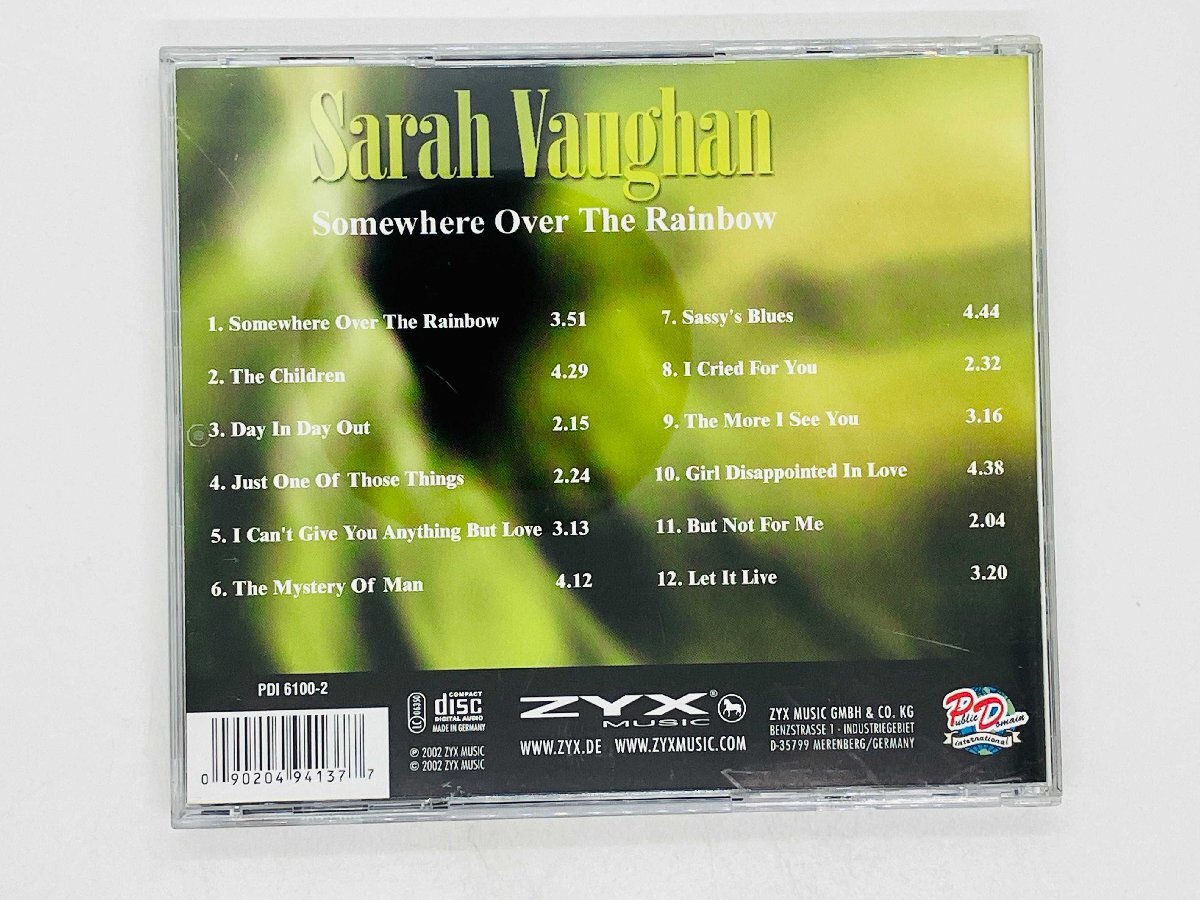 Sarah Vaughan
Somewhere Over The Rainbow
1. Somewhere Over The Rainbow 3.51
2. The Children 4.29
3. Day In Day Out 2.15
4. Just One Of Those Things 2.24
5. I Can't Give You Anything But Love 3.13
6. The Mystery Of Man 4.12
7. Sassy's Blues 4.44
8. I Cried For You 2.32
9. The More I See You 3.16
10. Girl Disappointed In Love 4.38
11. But Not For Me 2.04
12. Let It Live 3.20
PDI 6100-2
0 90204 94137 7
LC 06350
COMPACT
disc
DIGITAL AUDIO
MADE IN GERMANY
℗ 2002 ZYX MUSIC
© 2002 ZYX MUSIC
ZYX®
MUSIC
WWW.ZYX.DE WWW.ZYXMUSIC.COM
ZYX MUSIC GMBH & CO. KG
BENZSTRASSE 1 · INDUSTRIEGEBIET
D-35799 MERENBERG/GERMANY
Public Domain
international